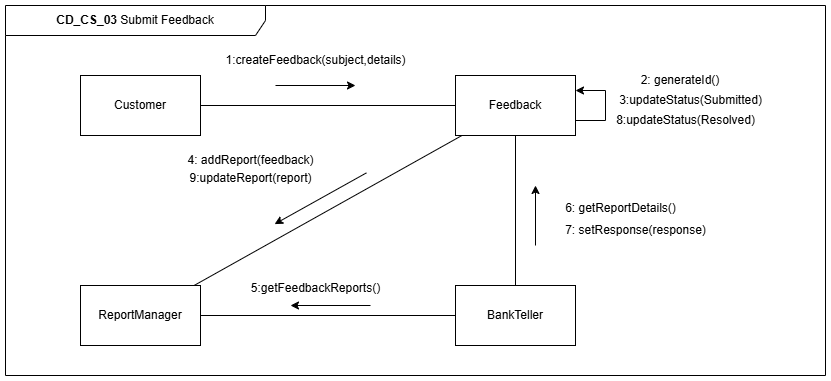 CD_CS_03 Submit Feedback
1:createFeedback(subject,details)
Customer
Feedback
2: generateId()
3:updateStatus(Submitted)
8:updateStatus(Resolved)
4: addReport(feedback)
9:updateReport(report)
6: getReportDetails()
7: setResponse(response)
5:getFeedbackReports()
ReportManager
BankTeller